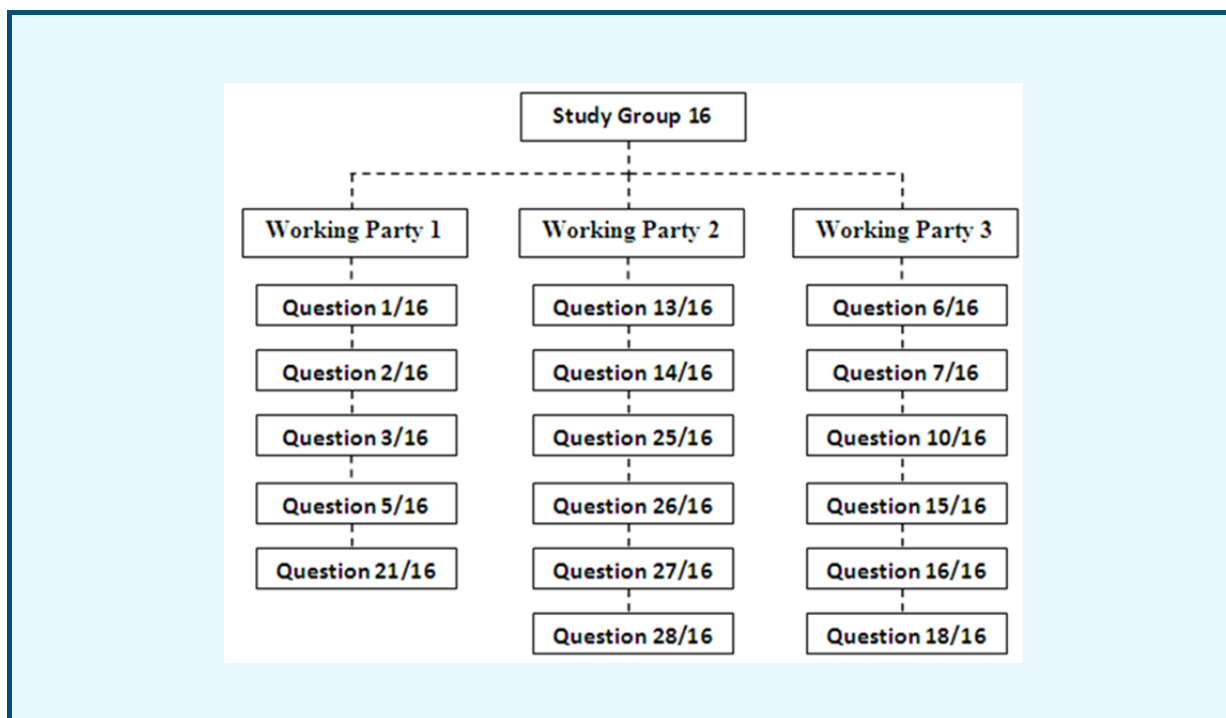 Study Group 16
Working Party 1
Working Party 2
Working Party 3
Question 1/16
Question 13/16
Question 6/16
Question 2/16
Question 14/16
Question 7/16
Question 3/16
Question 25/16
Question 10/16
Question 5/16
Question 26/16
Question 15/16
Question 21/16
Question 27/16
Question 16/16
Question 28/16
Question 18/16